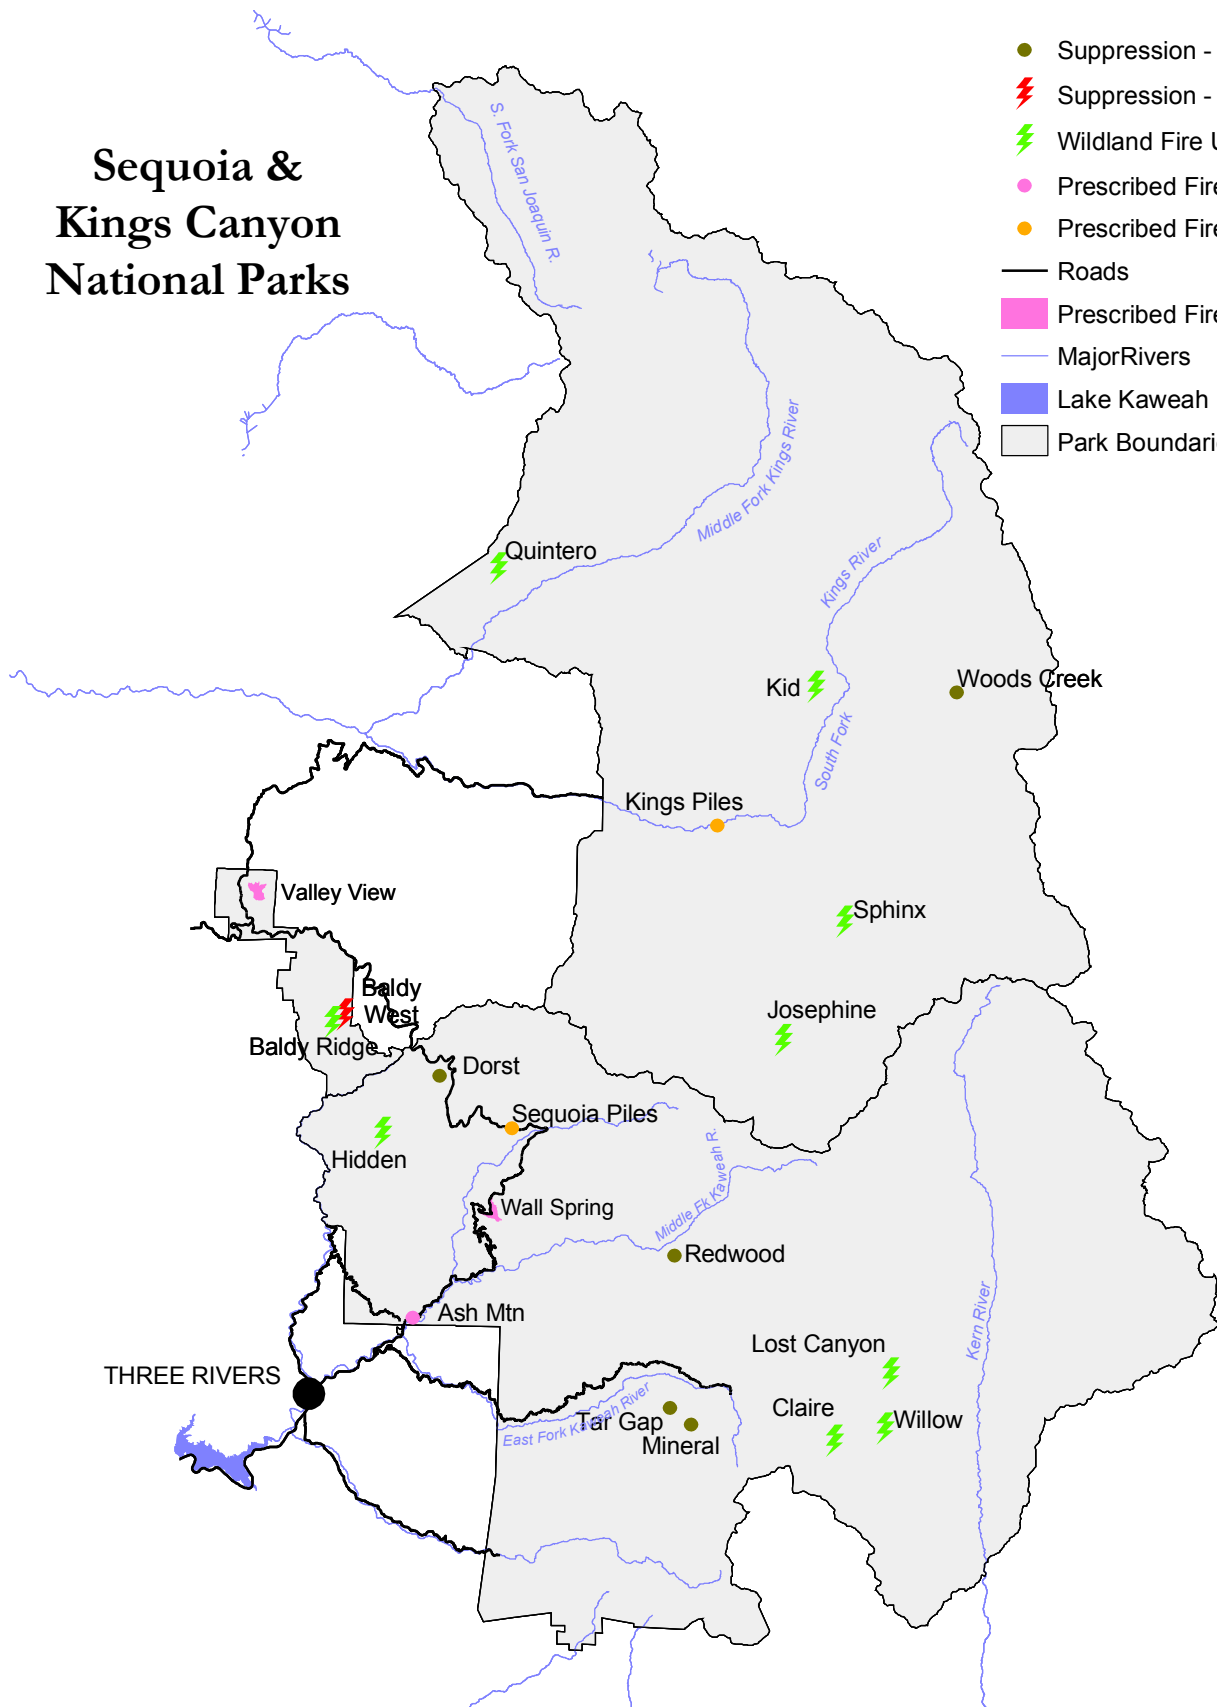 Sequoia &
Kings Canyon
National Parks
Suppression -
Suppression -
Wildland Fire U
Prescribed Fire
Prescribed Fire
Roads
Prescribed Fire
MajorRivers
Lake Kaweah
Park Boundarie
S. Fork San Joaquin R.
Middle Fork Kings River
Kings River
South Fork
Quintero
Kid
Woods Creek
Kings Piles
Valley View
Sphinx
Baldy
West
Baldy Ridge
Josephine
Dorst
Sequoia Piles
Hidden
Middle Fk Kaweah R.
Wall Spring
Redwood
Ash Mtn
Kern River
Lost Canyon
THREE RIVERS
East Fork Kaweah River
Tar Gap
Mineral
Claire
Willow